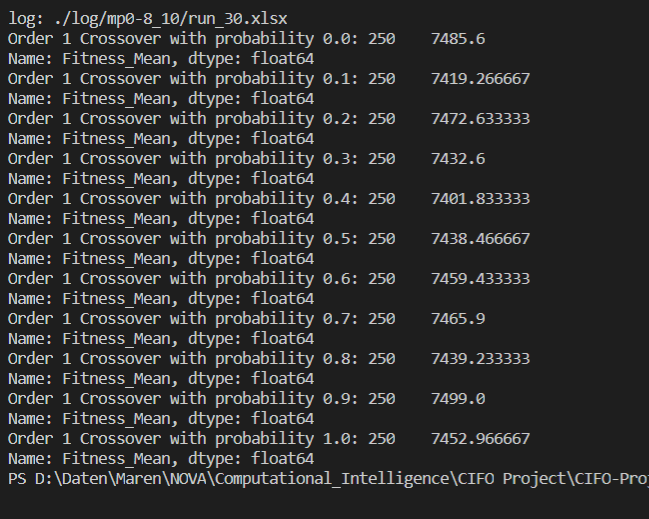 log: ./log/mp0-8_10/run_30.xlsx
Order 1 Crossover with probability 0.0: 250    7485.6
Name: Fitness_Mean, dtype: float64
Order 1 Crossover with probability 0.1: 250    7419.266667
Name: Fitness_Mean, dtype: float64
Order 1 Crossover with probability 0.2: 250    7472.633333
Name: Fitness_Mean, dtype: float64
Order 1 Crossover with probability 0.3: 250    7432.6
Name: Fitness_Mean, dtype: float64
Order 1 Crossover with probability 0.4: 250    7401.833333
Name: Fitness_Mean, dtype: float64
Order 1 Crossover with probability 0.5: 250    7438.466667
Name: Fitness_Mean, dtype: float64
Order 1 Crossover with probability 0.6: 250    7459.433333
Name: Fitness_Mean, dtype: float64
Order 1 Crossover with probability 0.7: 250    7465.9
Name: Fitness_Mean, dtype: float64
Order 1 Crossover with probability 0.8: 250    7439.233333
Name: Fitness_Mean, dtype: float64
Order 1 Crossover with probability 0.9: 250    7499.0
Name: Fitness_Mean, dtype: float64
Order 1 Crossover with probability 1.0: 250    7452.966667
Name: Fitness_Mean, dtype: float64
PS D:\Daten\Maren\NOVA\Computational_Intelligence\CIFO Project\CIFO-Proj